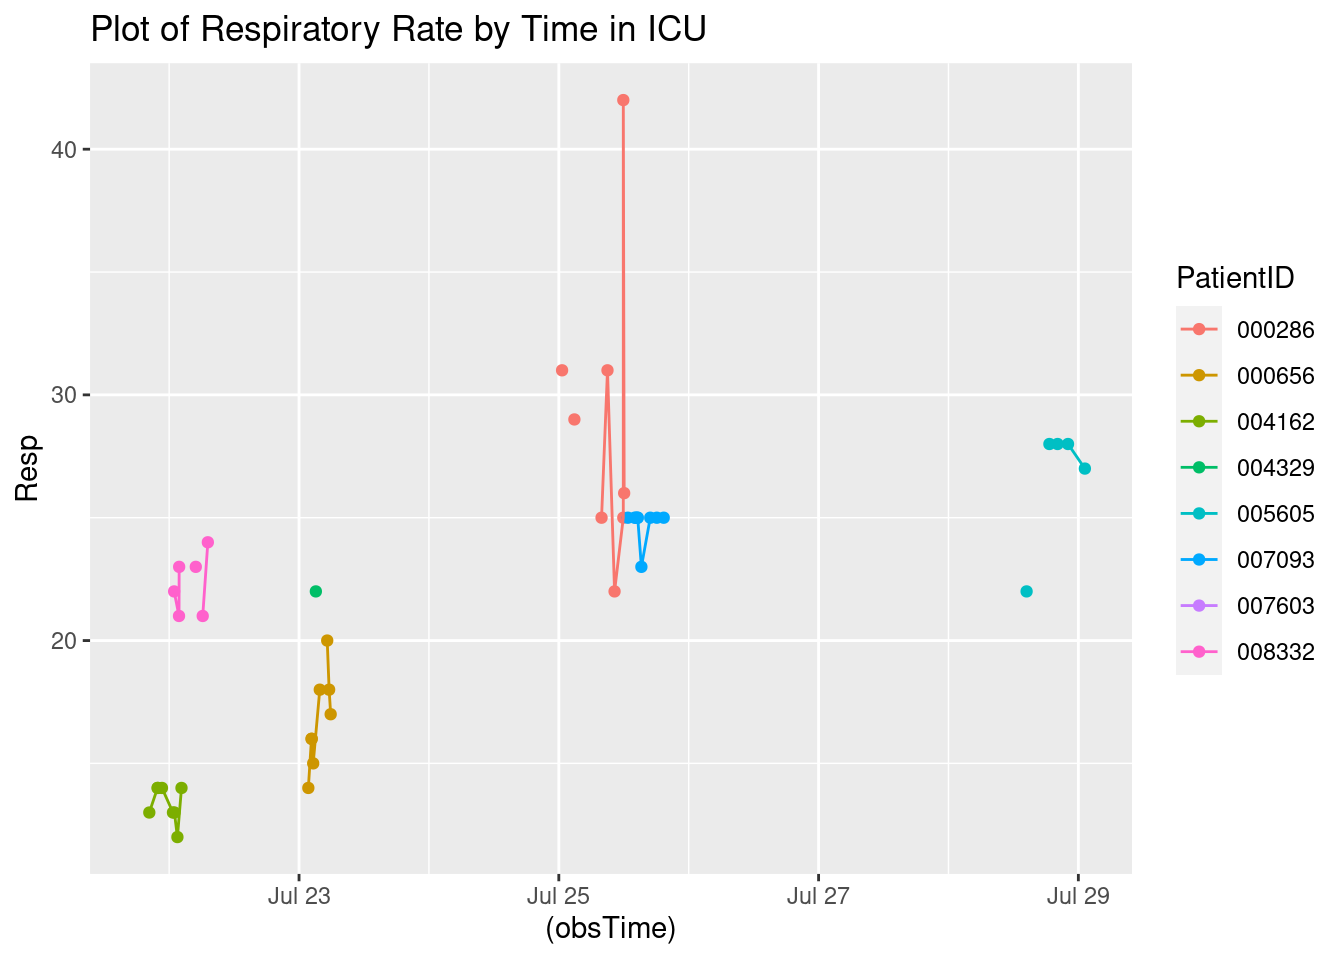 Plot of Respiratory Rate by Time in ICU
40
30
20
Resp
Jul 23
Jul 25
Jul 27
Jul 29
(obsTime)
PatientID
000286
000656
004162
004329
005605
007093
007603
008332